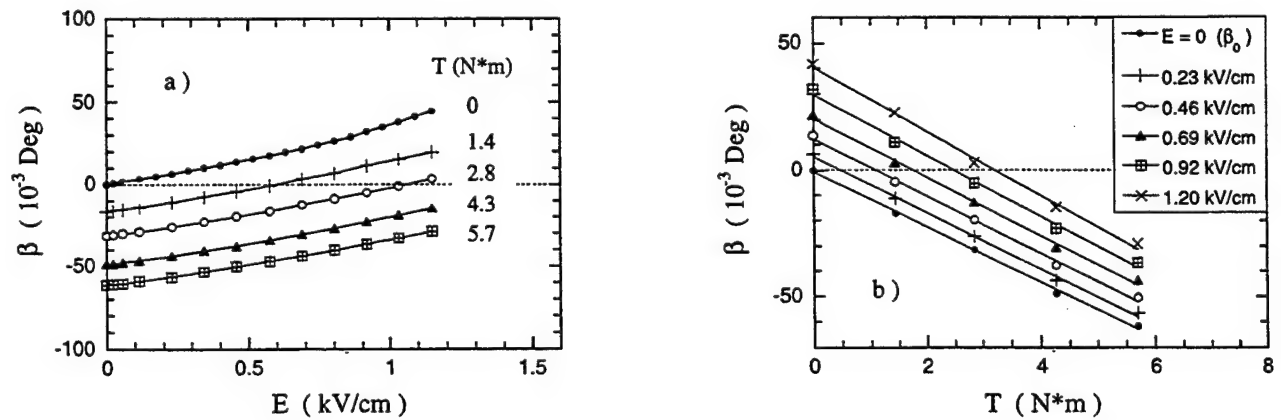 100
50
0
-50
-100
β ( 10⁻³ Deg )
a )
T (N*m)
0
1.4
2.8
4.3
5.7
0
0.5
1
1.5
E ( kV/cm )
50
0
-50
β (10⁻³ Deg )
b )
E = 0 (β₀)
0.23 kV/cm
0.46 kV/cm
0.69 kV/cm
0.92 kV/cm
1.20 kV/cm
0
2
4
6
8
T ( N*m )